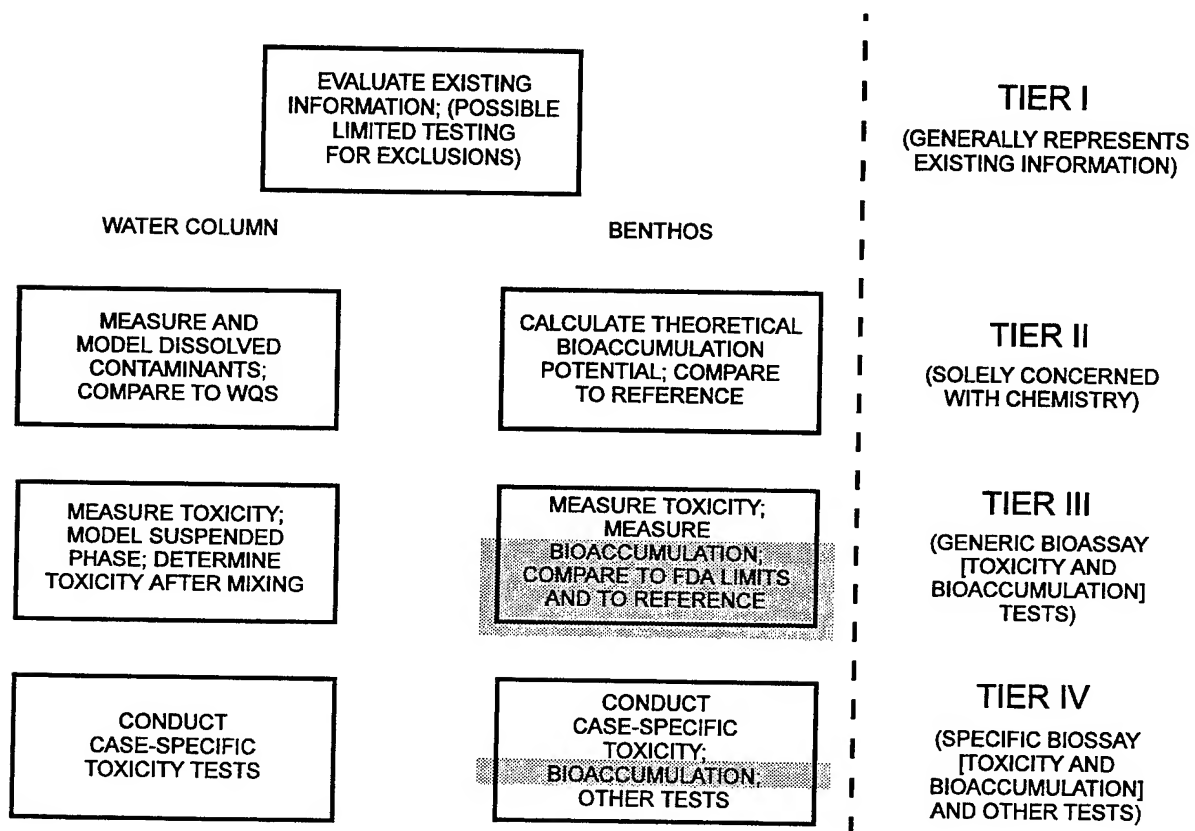 EVALUATE EXISTING
INFORMATION; (POSSIBLE
LIMITED TESTING
FOR EXCLUSIONS)
TIER I
(GENERALLY REPRESENTS
EXISTING INFORMATION)
WATER COLUMN
BENTHOS
MEASURE AND
MODEL DISSOLVED
CONTAMINANTS;
COMPARE TO WQS
CALCULATE THEORETICAL
BIOACCUMULATION
POTENTIAL; COMPARE
TO REFERENCE
TIER II
(SOLELY CONCERNED
WITH CHEMISTRY)
MEASURE TOXICITY;
MODEL SUSPENDED
PHASE; DETERMINE
TOXICITY AFTER MIXING
MEASURE TOXICITY;
MEASURE
BIOACCUMULATION;
COMPARE TO FDA LIMITS
AND TO REFERENCE
TIER III
(GENERIC BIOASSAY
[TOXICITY AND
BIOACCUMULATION]
TESTS)
CONDUCT
CASE-SPECIFIC
TOXICITY TESTS
CONDUCT
CASE-SPECIFIC
TOXICITY;
BIOACCUMULATION;
OTHER TESTS
TIER IV
(SPECIFIC BIOSSAY
[TOXICITY AND
BIOACCUMULATION]
AND OTHER TESTS)